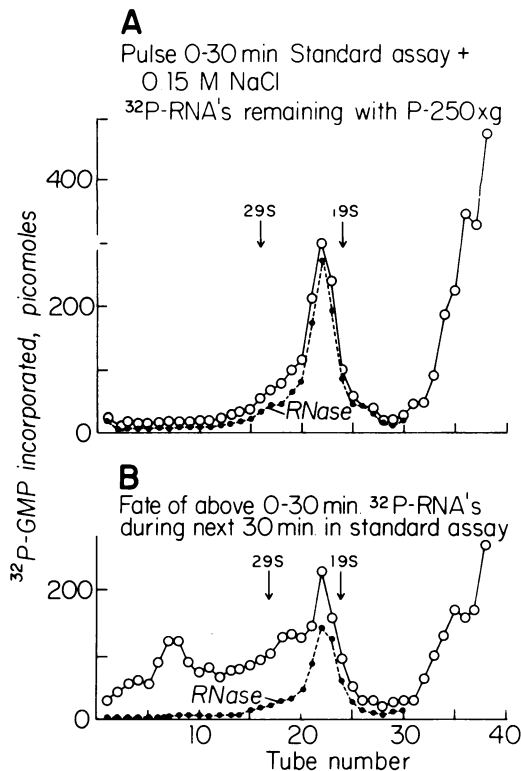 A
Pulse 0-30 min Standard assay +
0.15 M NaCl
³²P-RNA's remaining with P-250xg
400
200
0
29S
19S
RNase
³²P-GMP incorporated, picomoles
B
Fate of above 0-30 min. ³²P-RNA's
during next 30 min. in standard assay
200
0
29S
19S
RNase
10
20
30
40
Tube number